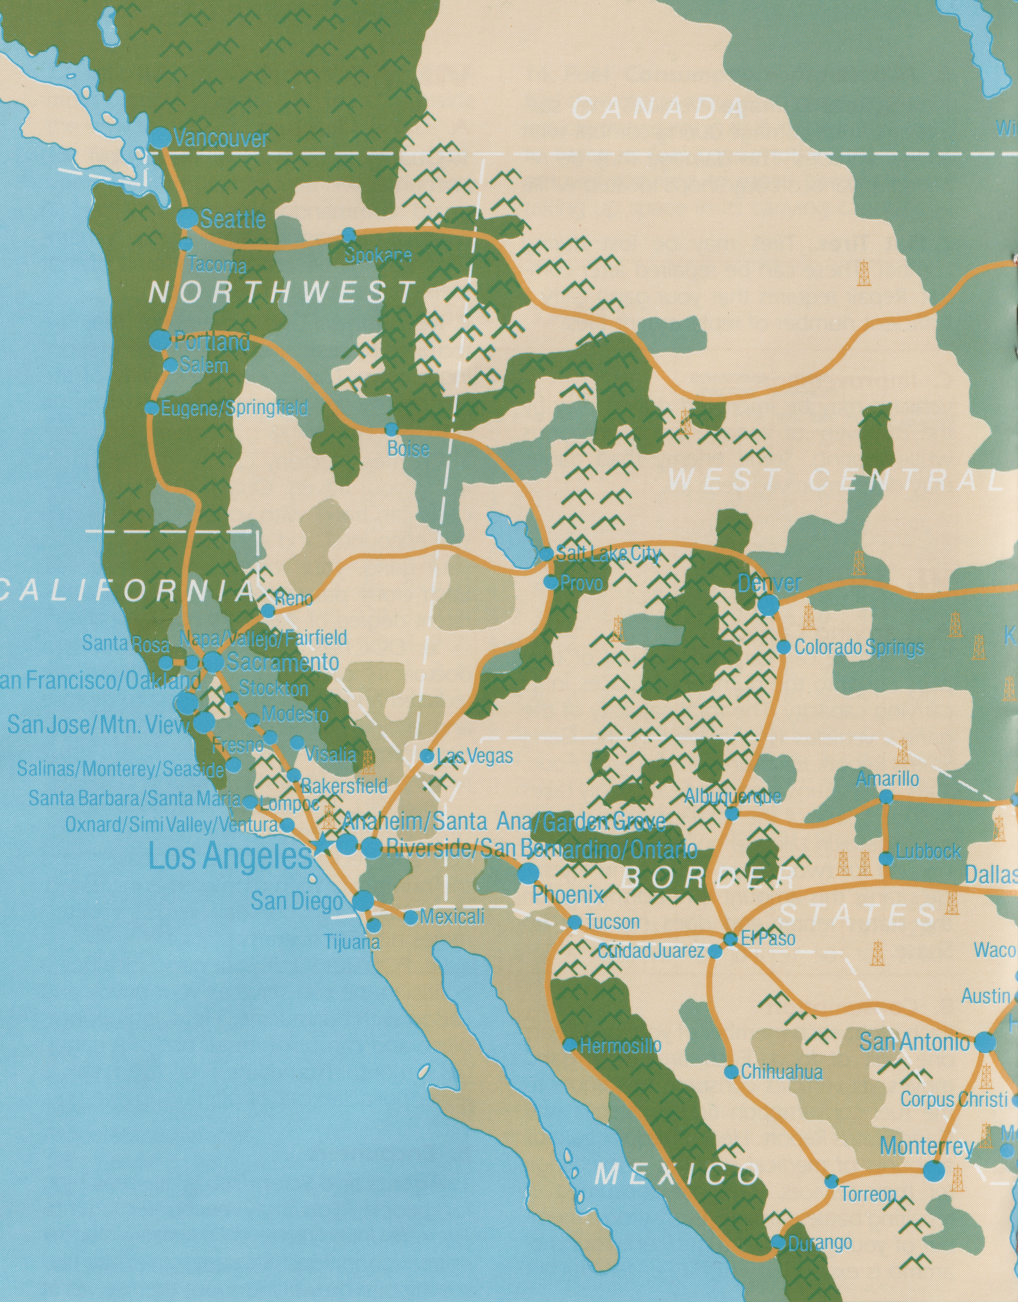 CANADA
Wi
Vancouver
Seattle
Tacoma
Spokane
NORTHWEST
Portland
Salem
Eugene/Springfield
Boise
WEST CENTRAL
Salt Lake City
Provo
Denver
CALIFORNIA
Reno
Santa Rosa
Napa/Vallejo/Fairfield
Sacramento
Colorado Springs
K
an Francisco/Oakland
Stockton
San Jose/Mtn. View
Modesto
Fresno
Visalia
Las Vegas
Salinas/Monterey/Seaside
Bakersfield
Amarillo
Santa Barbara/Santa Maria
Lompoc
Albuquerque
Oxnard/Simi Valley/Ventura
Anaheim/Santa Ana/Garden Grove
Los Angeles
Riverside/San Bernardino/Ontario
Lubbock
BORDER
STATES
Dallas
Phoenix
San Diego
Mexicali
Tucson
Tijuana
El Paso
Cuidad Juarez
Waco
Austin
Hermosillo
San Antonio
H
Chihuahua
Corpus Christi
Mc
Monterrey
MEXICO
Torreon
Durango